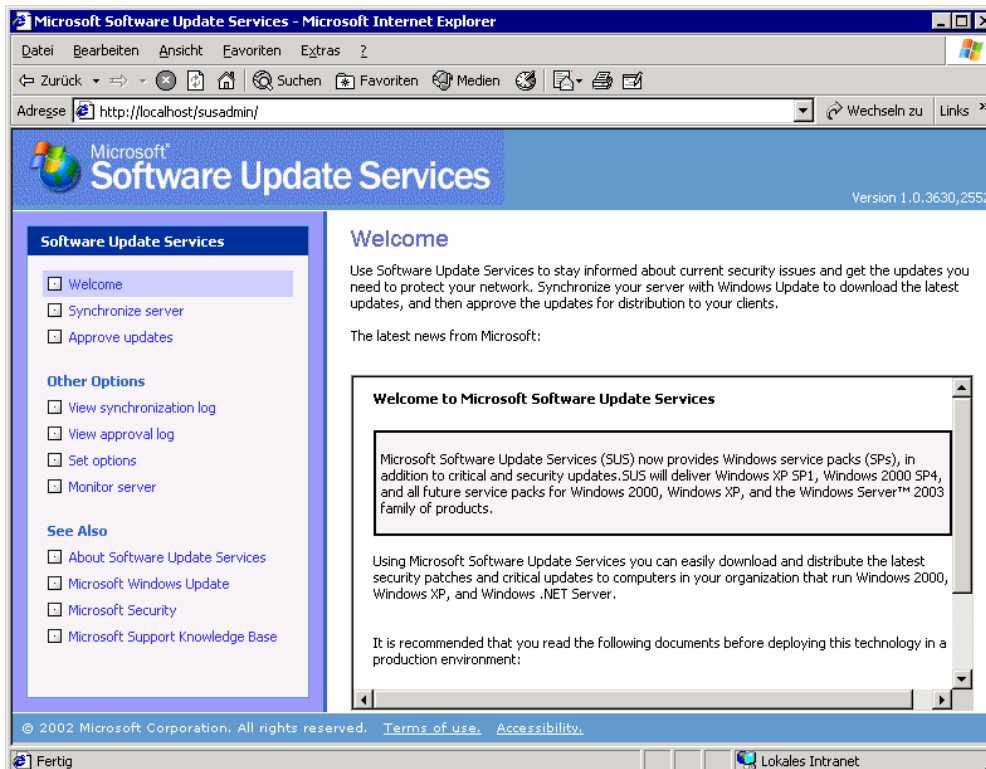 Microsoft Software Update Services - Microsoft Internet Explorer
Datei Bearbeiten Ansicht Favoriten Extras ?
Zurück Suchen Favoriten Medien
Adresse http://localhost/susadmin/ Wechseln zu Links »
Microsoft®
Software Update Services
Version 1.0.3630,2552
Software Update Services
Welcome
Synchronize server
Approve updates
Other Options
View synchronization log
View approval log
Set options
Monitor server
See Also
About Software Update Services
Microsoft Windows Update
Microsoft Security
Microsoft Support Knowledge Base
Welcome
Use Software Update Services to stay informed about current security issues and get the updates you
need to protect your network. Synchronize your server with Windows Update to download the latest
updates, and then approve the updates for distribution to your clients.
The latest news from Microsoft:
Welcome to Microsoft Software Update Services
Microsoft Software Update Services (SUS) now provides Windows service packs (SPs), in
addition to critical and security updates.SUS will deliver Windows XP SP1, Windows 2000 SP4,
and all future service packs for Windows 2000, Windows XP, and the Windows Server™ 2003
family of products.
Using Microsoft Software Update Services you can easily download and distribute the latest
security patches and critical updates to computers in your organization that run Windows 2000,
Windows XP, and Windows .NET Server.
It is recommended that you read the following documents before deploying this technology in a
production environment:
© 2002 Microsoft Corporation. All rights reserved. Terms of use. Accessibility.
Fertig Lokales Intranet